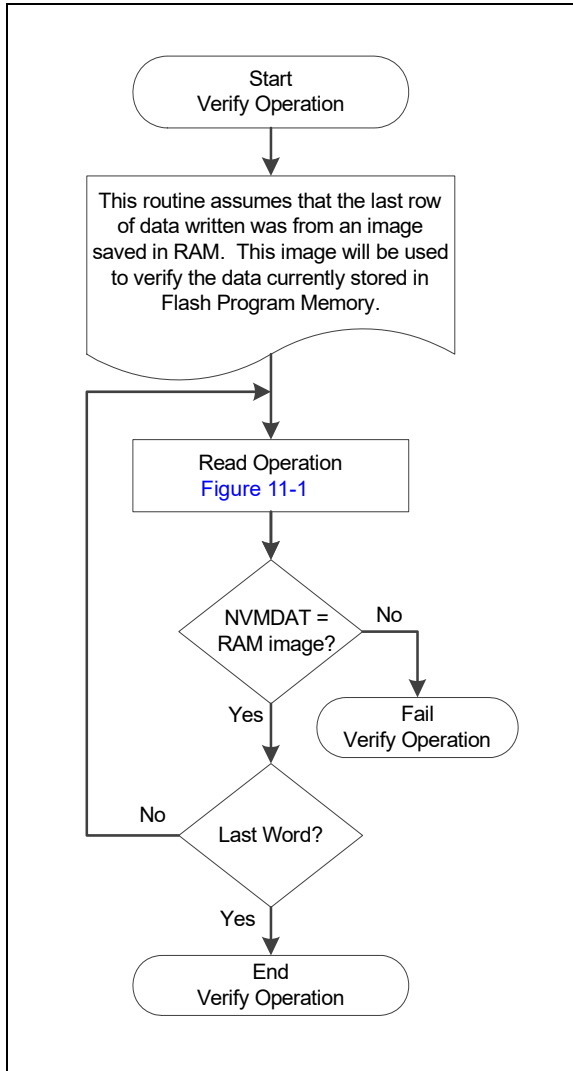 Start
Verify Operation
This routine assumes that the last row
of data written was from an image
saved in RAM.  This image will be used
to verify the data currently stored in
Flash Program Memory.
Read Operation
Figure 11-1
NVMDAT =
RAM image?
No
Yes
Fail
Verify Operation
No
Last Word?
Yes
End
Verify Operation